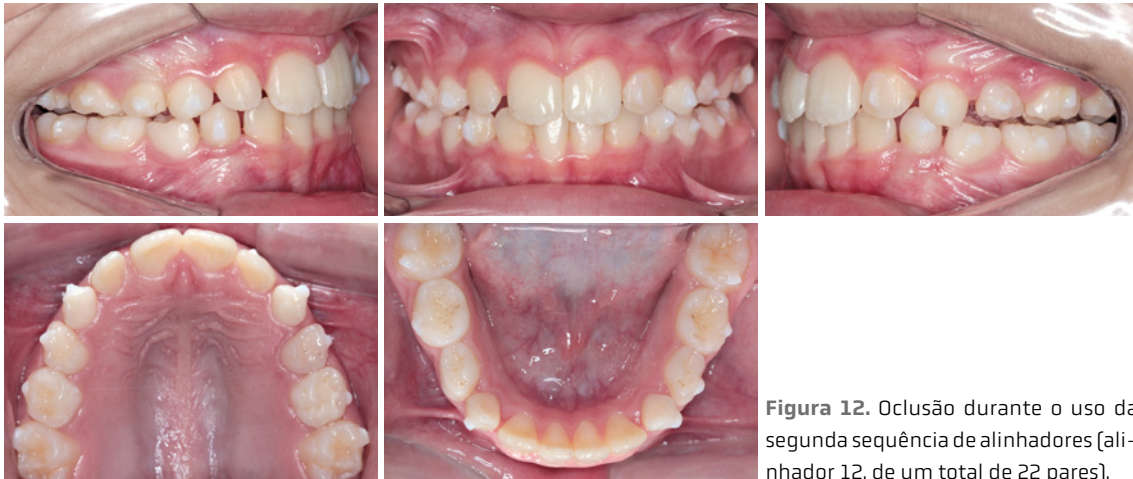 Figura 12. Oclusão durante o uso da
segunda sequência de alinhadores (ali-
nhador 12, de um total de 22 pares).